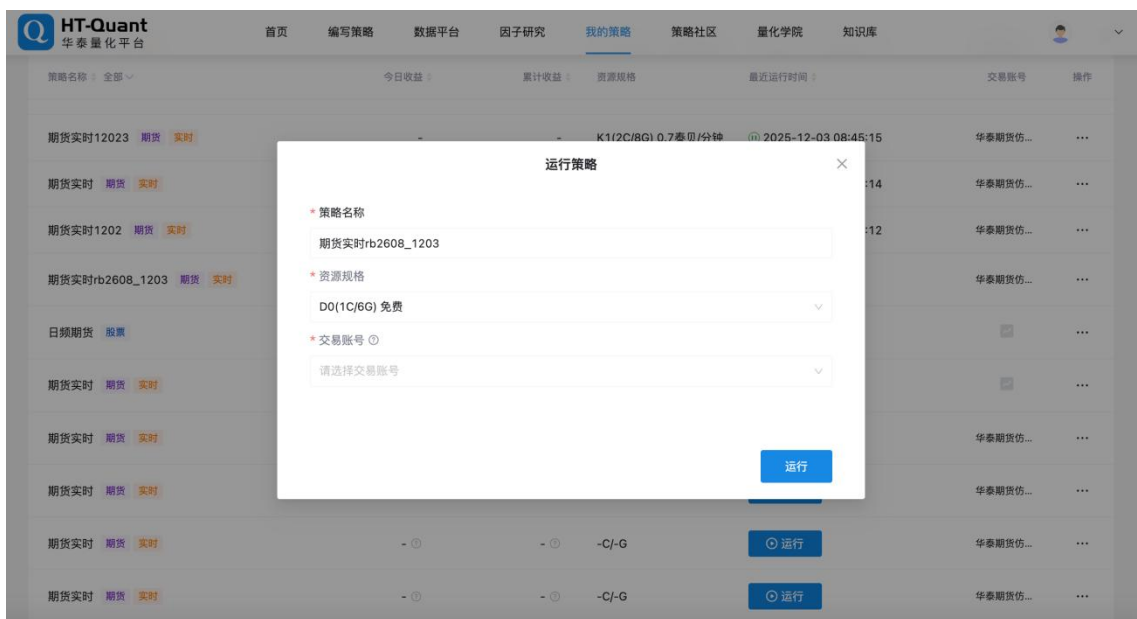 HT-Quant
华泰量化平台
首页 编写策略 数据平台 因子研究 我的策略 策略社区 量化学院 知识库
策略名称 全部 今日收益 累计收益 资源规格 最近运行时间 交易账号 操作
期货实时12023 期货 实时 - - K1(2C/8G) 0.7泰贝/分钟 2025-12-03 08:45:15 华泰期货仿... ...
运行策略
期货实时 期货 实时 :14 华泰期货仿... ...
* 策略名称
期货实时1202 期货 实时 :12 华泰期货仿... ...
期货实时rb2608_1203
* 资源规格
期货实时rb2608_1203 期货 实时 华泰期货仿... ...
D0(1C/6G) 免费
日频期货 股票 ...
* 交易账号
请选择交易账号
期货实时 期货 实时 ...
期货实时 期货 实时 华泰期货仿... ...
运行
期货实时 期货 实时 华泰期货仿... ...
期货实时 期货 实时 - - -C/-G 运行 华泰期货仿... ...
期货实时 期货 实时 - - -C/-G 运行 华泰期货仿... ...